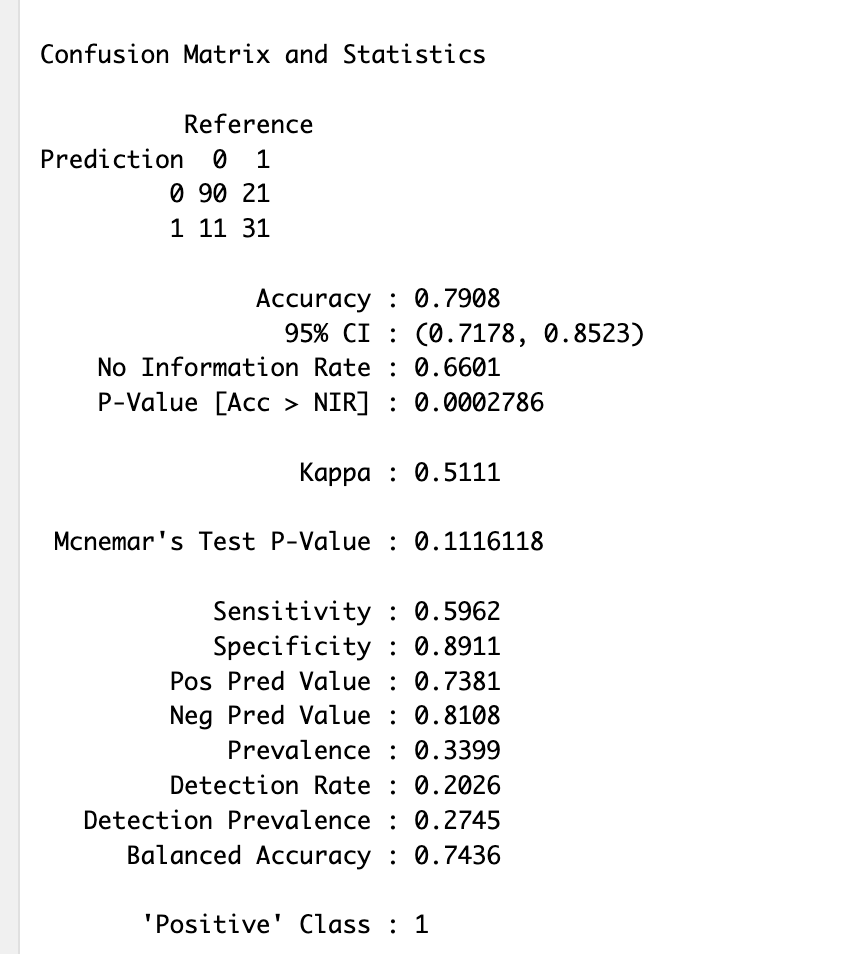 Confusion Matrix and Statistics
Reference
Prediction 0 1
0 90 21
1 11 31
Accuracy : 0.7908
95% CI : (0.7178, 0.8523)
No Information Rate : 0.6601
P-Value [Acc > NIR] : 0.0002786
Kappa : 0.5111
Mcnemar's Test P-Value : 0.1116118
Sensitivity : 0.5962
Specificity : 0.8911
Pos Pred Value : 0.7381
Neg Pred Value : 0.8108
Prevalence : 0.3399
Detection Rate : 0.2026
Detection Prevalence : 0.2745
Balanced Accuracy : 0.7436
'Positive' Class : 1